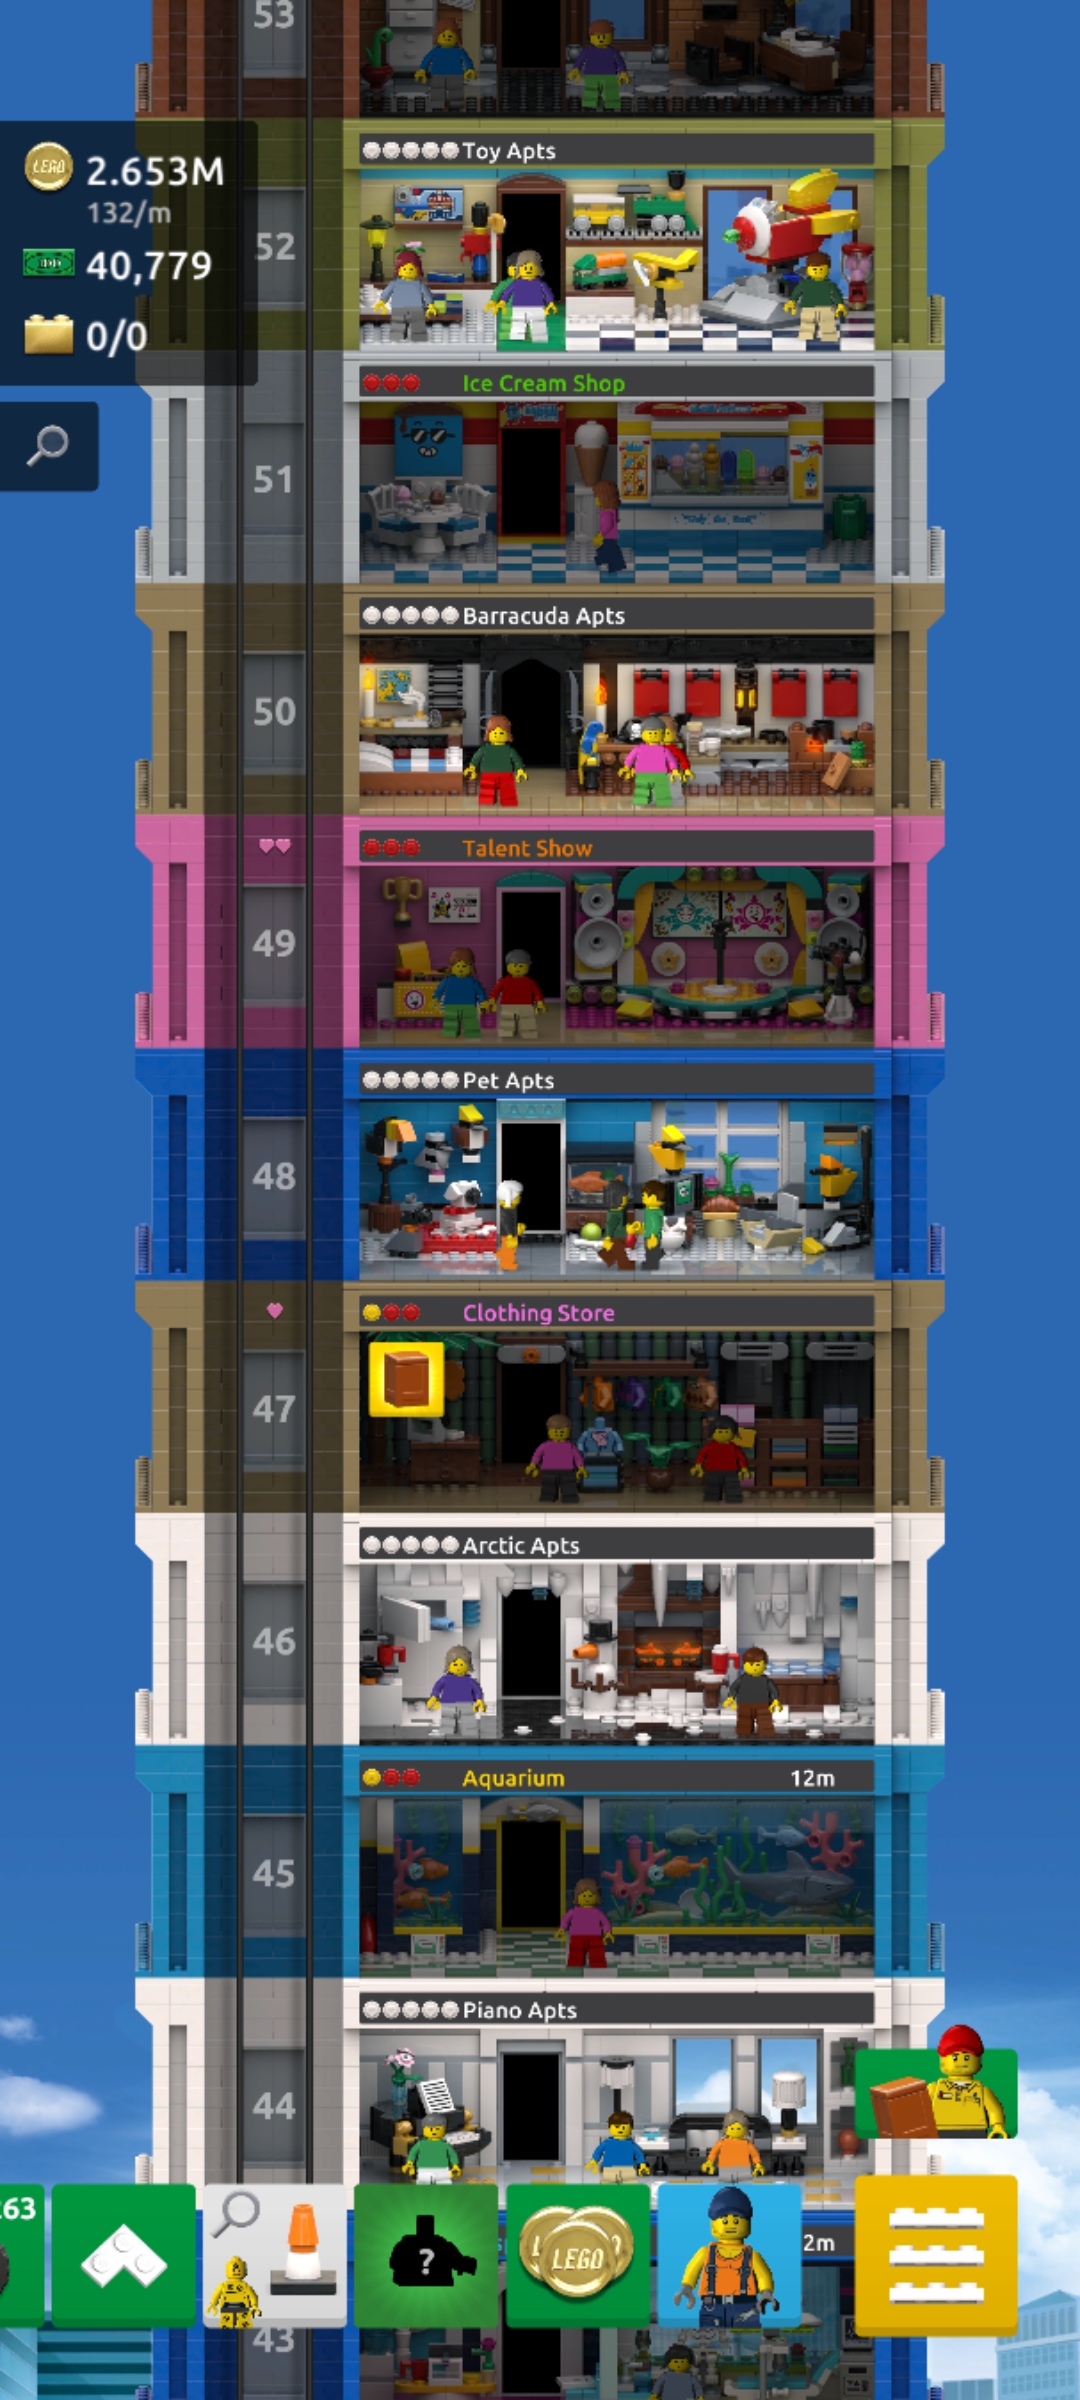 53
LEGO 2.653M
132/m
40,779
0/0
Toy Apts
52
Ice Cream Shop
51
Barracuda Apts
50
Talent Show
49
Pet Apts
48
Clothing Store
47
Arctic Apts
46
Aquarium 12m
45
Piano Apts
44
263
?
LEGO
2m
43